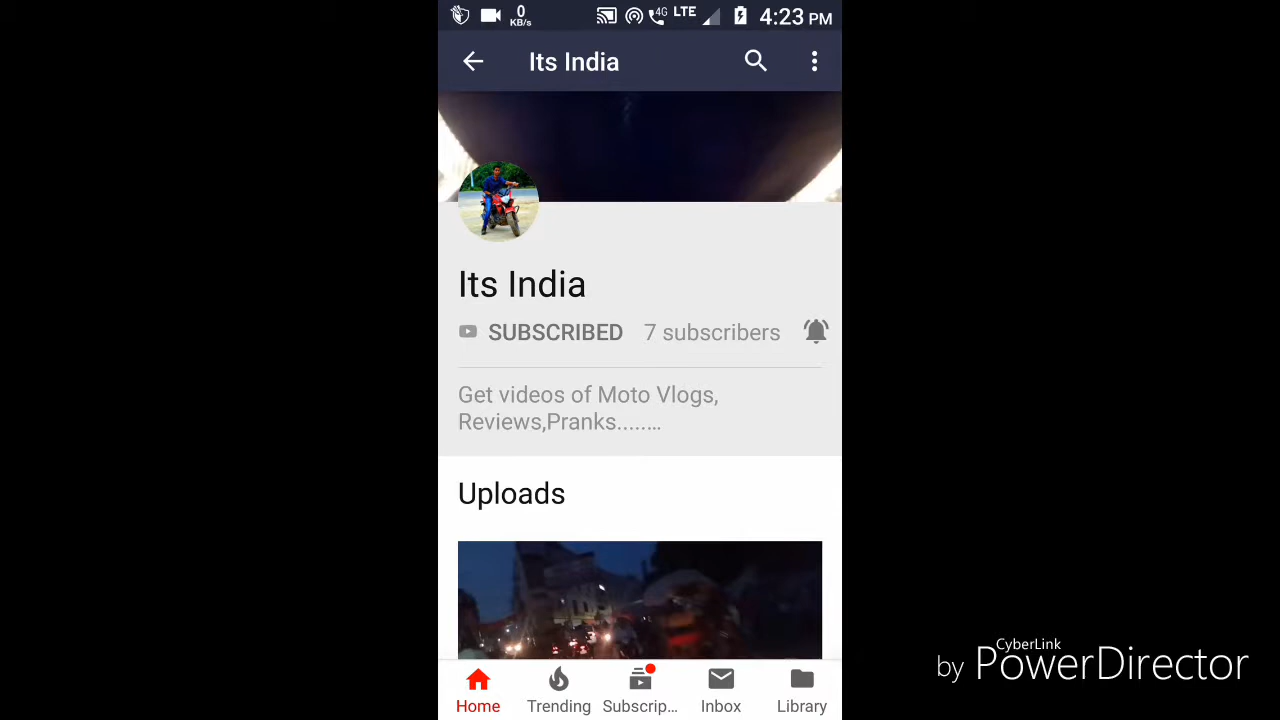 0
KB/s
4G
LTE
4:23 PM
Its India
Its India
SUBSCRIBED 7 subscribers
Get videos of Moto Vlogs,
Reviews,Pranks.....…
Uploads
Home Trending Subscrip... Inbox Library
CyberLink
by PowerDirector